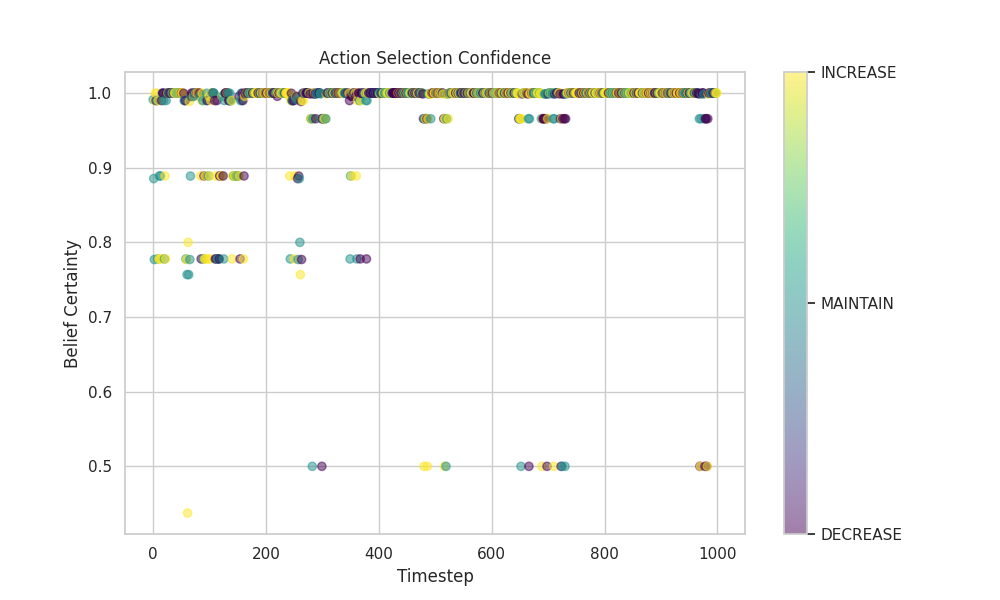 Action Selection Confidence
INCREASE
1.0
0.9
0.8
0.7
0.6
0.5
Belief Certainty
MAINTAIN
DECREASE
0 200 400 600 800 1000
Timestep